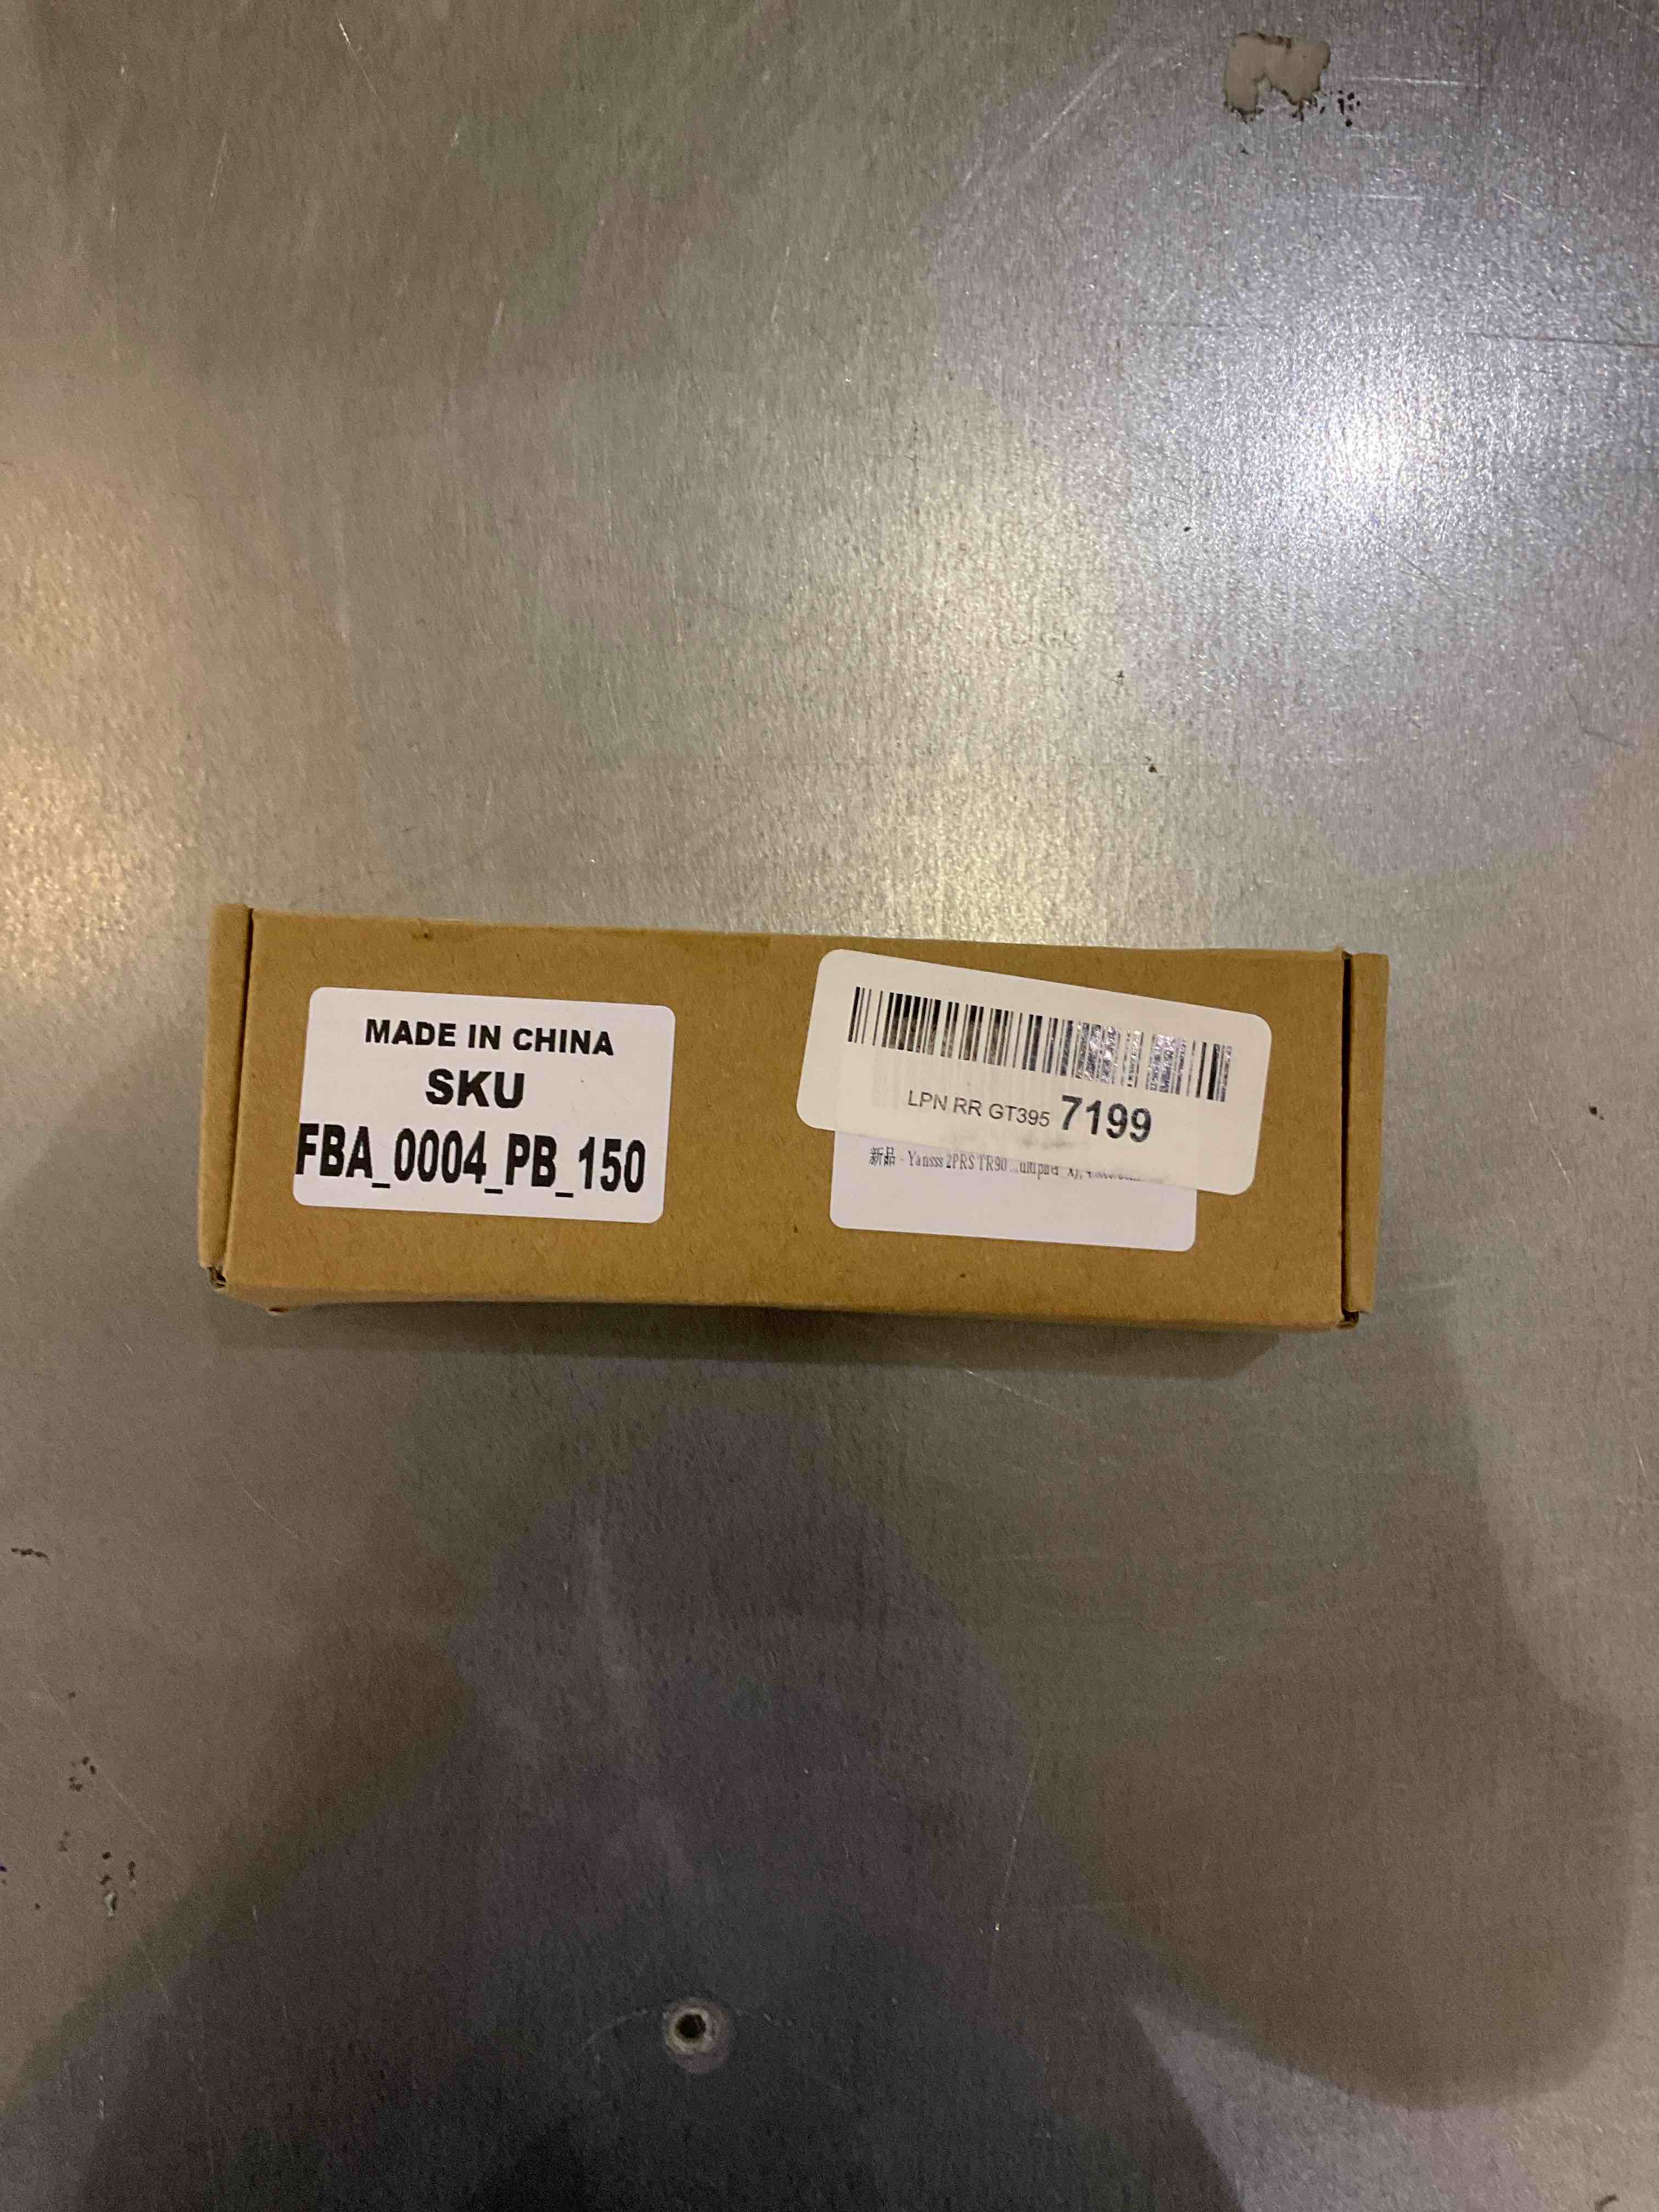 MADE IN CHINA
SKU
FBA_0004_PB_150
LPN RR GT395 7199
新品 - Yansss 2PRS TR90 ...